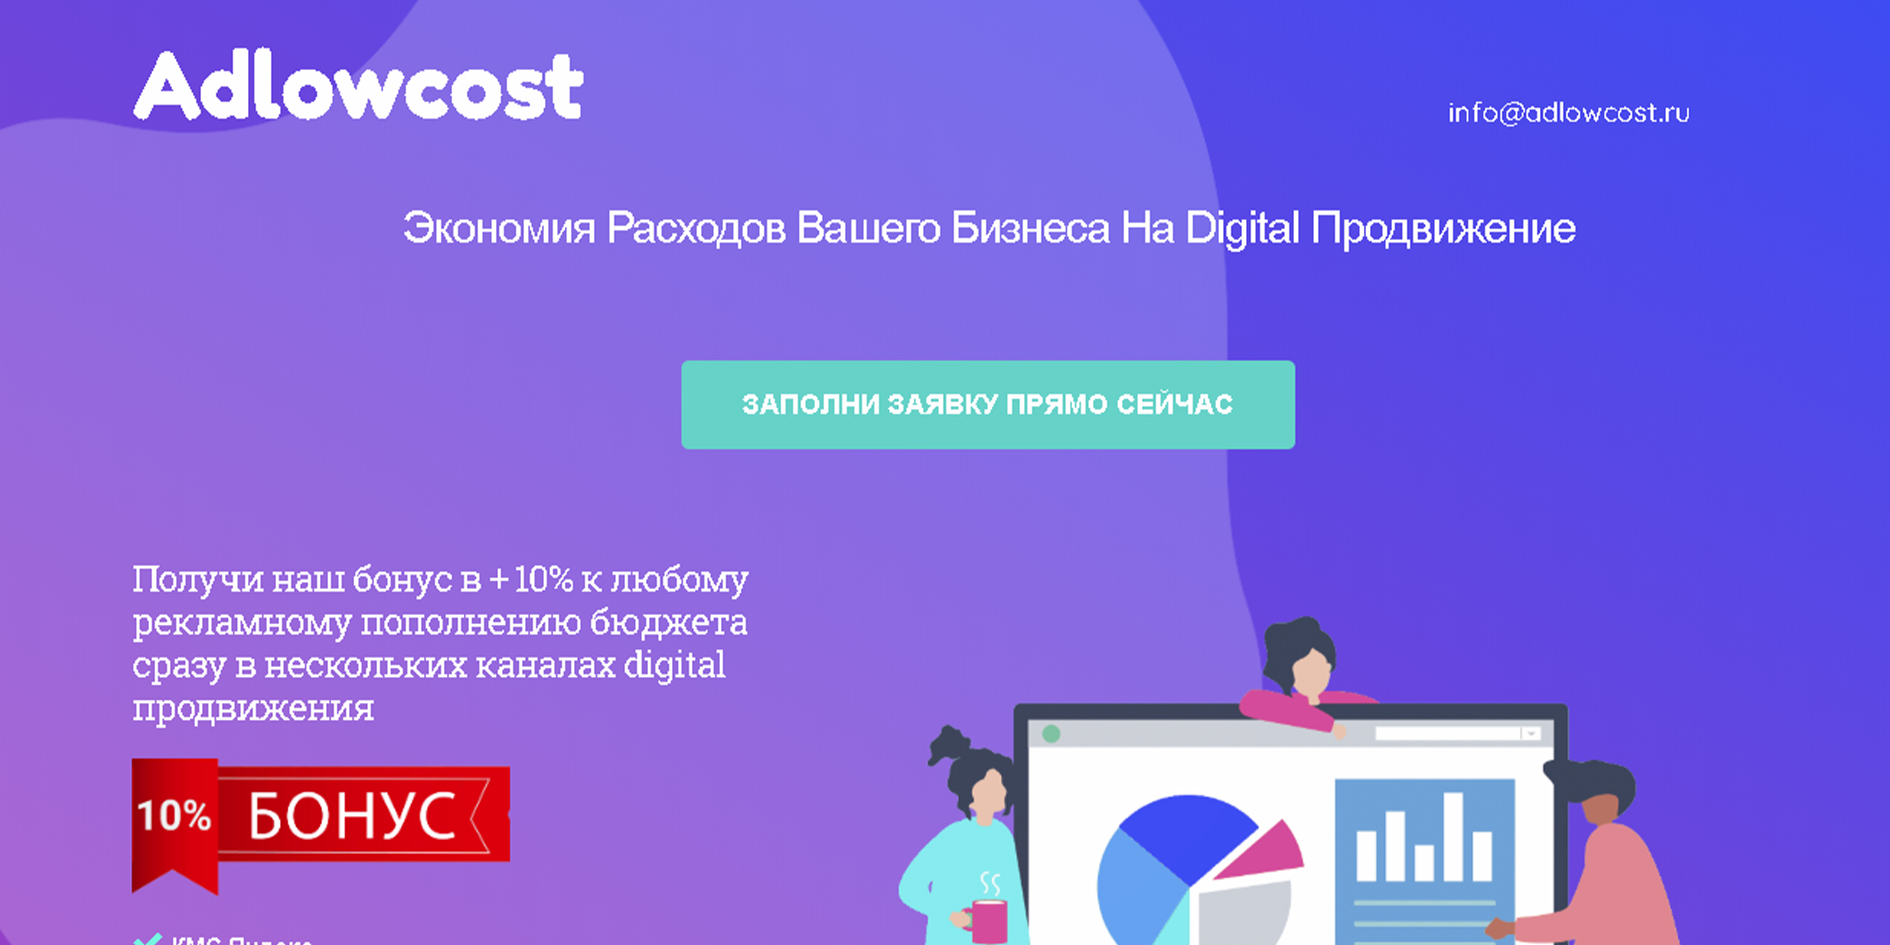 Adlowcost
info@adlowcost.ru
Экономия Расходов Вашего Бизнеса На Digital Продвижение
ЗАПОЛНИ ЗАЯВКУ ПРЯМО СЕЙЧАС
Получи наш бонус в +10% к любому
рекламному пополнению бюджета
сразу в нескольких каналах digital
продвижения
10% БОНУС